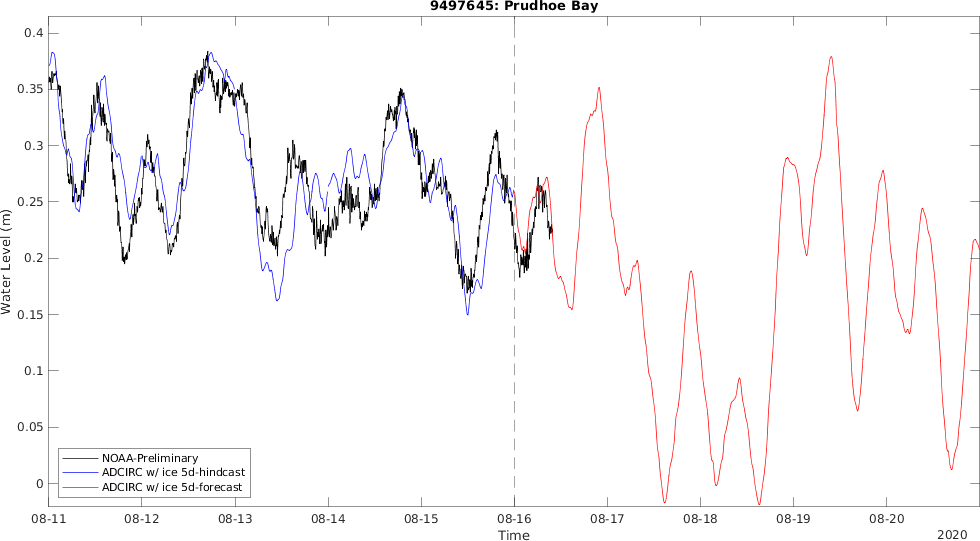 9497645: Prudhoe Bay
0.4
0.35
0.3
0.25
0.2
0.15
0.1
0.05
0
Water Level (m)
NOAA-Preliminary
ADCIRC w/ ice 5d-hindcast
ADCIRC w/ ice 5d-forecast
08-11 08-12 08-13 08-14 08-15 08-16 08-17 08-18 08-19 08-20
Time
2020